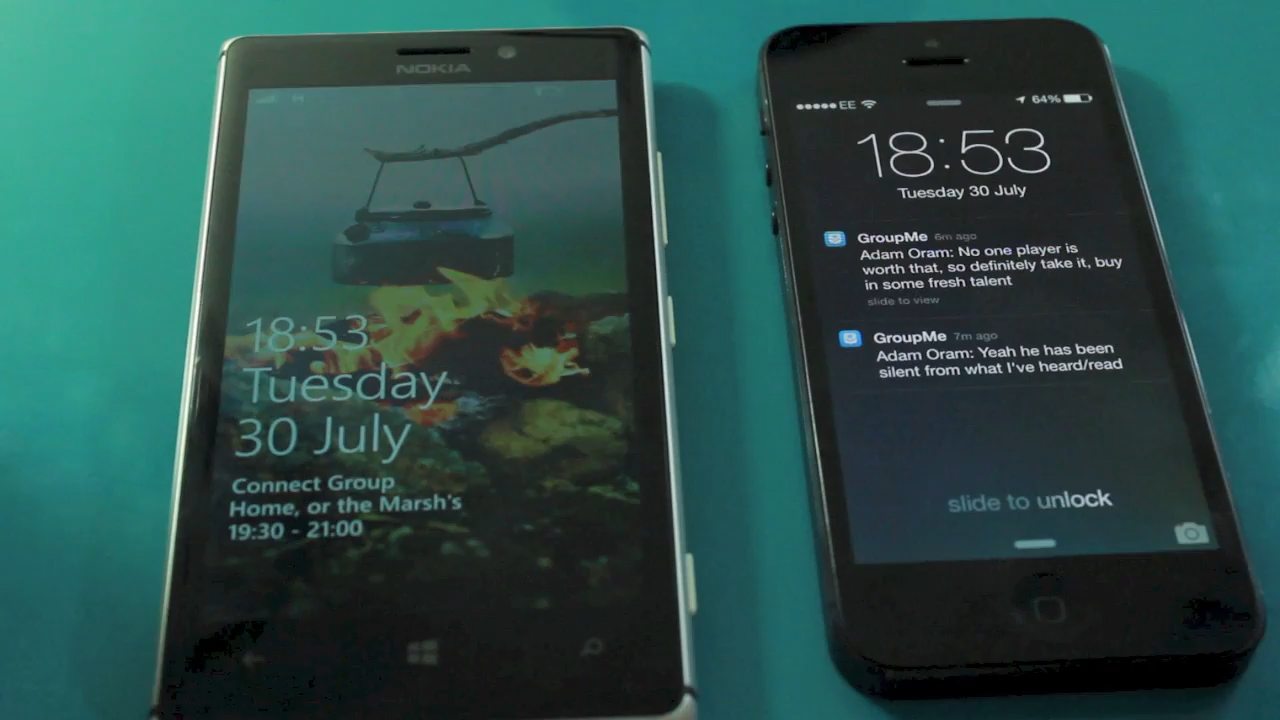 NOKIA
18:53
Tuesday
30 July
Connect Group
Home, or the Marsh's
19:30 - 21:00
EE
64%
18:53
Tuesday 30 July
GroupMe 6m ago
Adam Oram: No one player is
worth that, so definitely take it, buy
in some fresh talent
slide to view
GroupMe 7m ago
Adam Oram: Yeah he has been
silent from what I've heard/read
slide to unlock